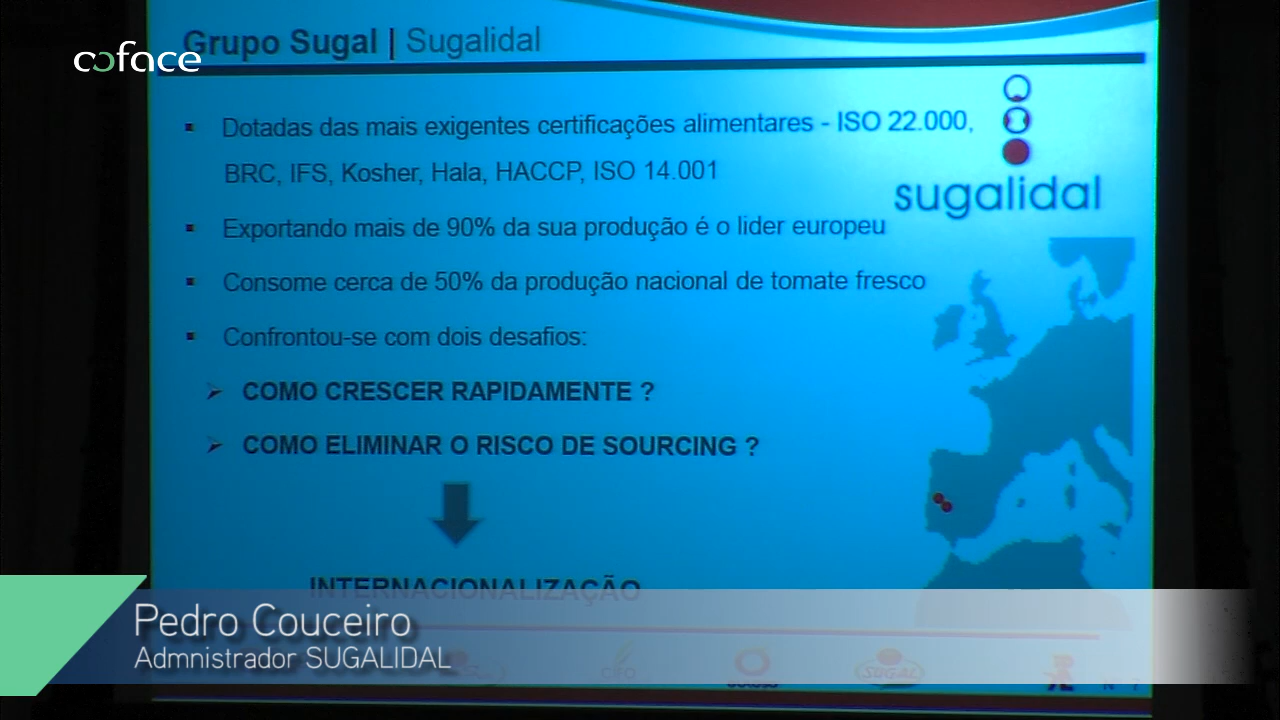 coface
Grupo Sugal | Sugalidal
Dotadas das mais exigentes certificações alimentares - ISO 22.000,
BRC, IFS, Kosher, Hala, HACCP, ISO 14.001
sugalidal
Exportando mais de 90% da sua produção é o lider europeu
Consome cerca de 50% da produção nacional de tomate fresco
Confrontou-se com dois desafios:
COMO CRESCER RAPIDAMENTE ?
COMO ELIMINAR O RISCO DE SOURCING ?
INTERNACIONALIZAÇÃO
Pedro Couceiro
Admnistrador SUGALIDAL
SUGAL